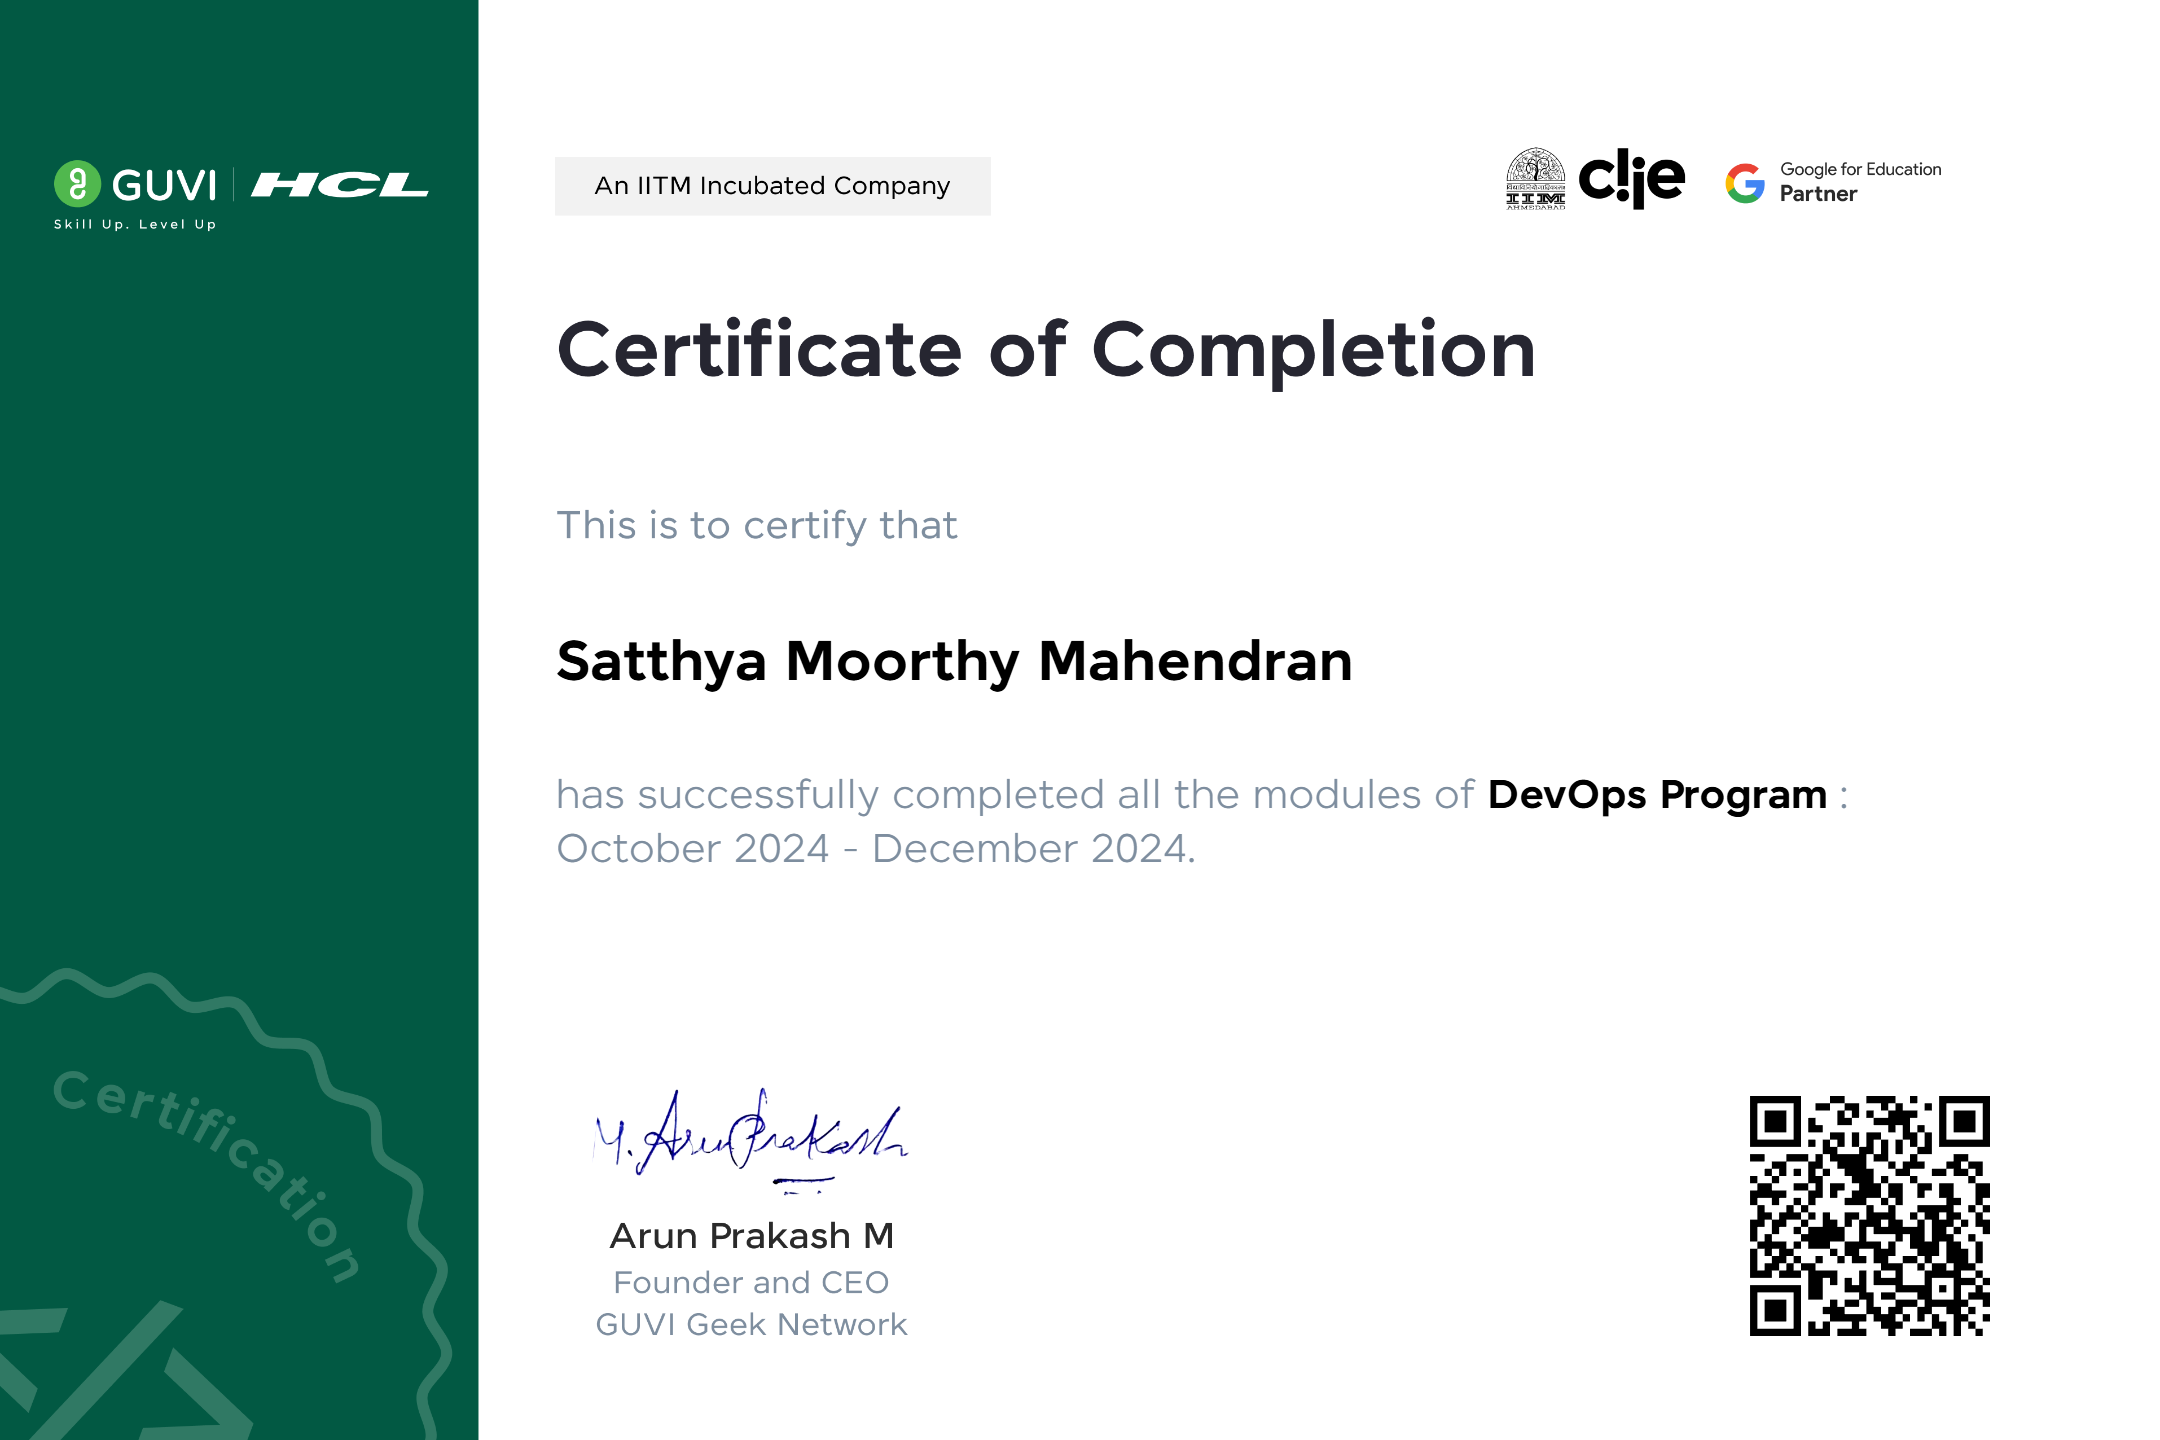 GUVI
HCL
Skill Up. Level Up
An IITM Incubated Company
IIM
AHMEDABAD
c!ie
Google for Education
Partner
Certificate of Completion
This is to certify that
Satthya Moorthy Mahendran
has successfully completed all the modules of DevOps Program :
October 2024 - December 2024.
Certification
M. Arun Prakash
Arun Prakash M
Founder and CEO
GUVI Geek Network